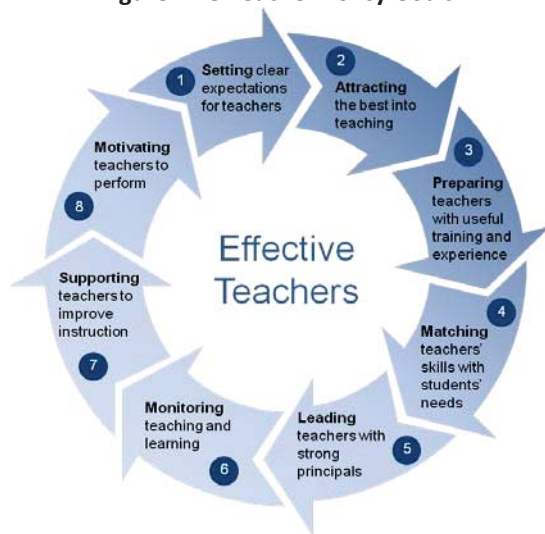 1
Setting clear
expectations
for teachers
2
Attracting
the best into
teaching
3
Preparing
teachers
with useful
training and
experience
4
Matching
teachers'
skills with
students'
needs
5
Leading
teachers with
strong
principals
6
Monitoring
teaching and
learning
7
Supporting
teachers to
improve
instruction
8
Motivating
teachers to
perform
Effective
Teachers